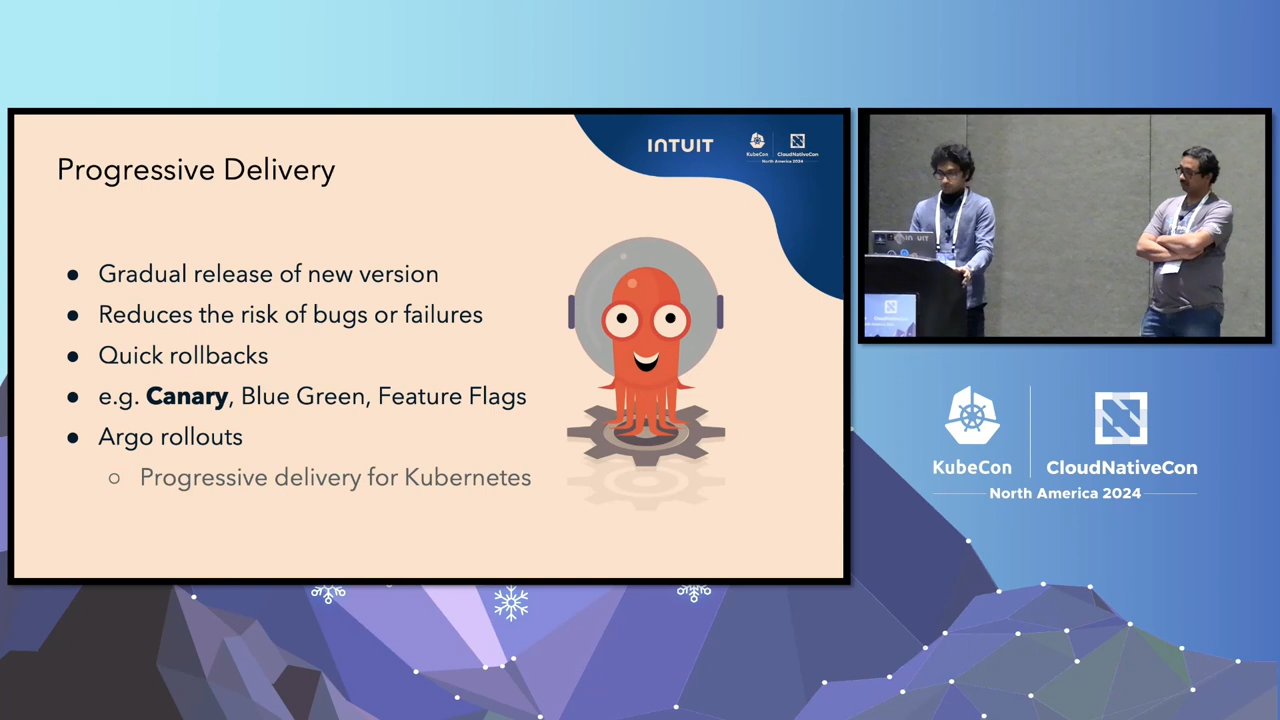 Progressive Delivery
INTUIT
KubeCon
CloudNativeCon
North America 2024
● Gradual release of new version
● Reduces the risk of bugs or failures
● Quick rollbacks
● e.g. Canary, Blue Green, Feature Flags
● Argo rollouts
○ Progressive delivery for Kubernetes
CloudNativeCon
KubeCon
CloudNativeCon
North America 2024